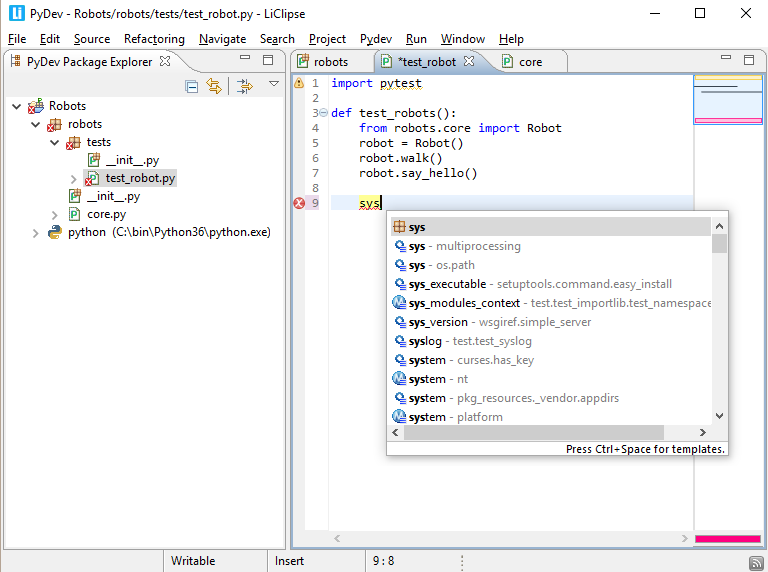 Li PyDev - Robots/robots/tests/test_robot.py - LiClipse
File Edit Source Refactoring Navigate Search Project Pydev Run Window Help
PyDev Package Explorer
Robots
robots
tests
__init__.py
test_robot.py
__init__.py
core.py
python (C:\bin\Python36\python.exe)
robots *test_robot core
1 import pytest
2
3 def test_robots():
4 from robots.core import Robot
5 robot = Robot()
6 robot.walk()
7 robot.say_hello()
8
9 sys
sys
sys - multiprocessing
sys - os.path
sys_executable - setuptools.command.easy_install
sys_modules_context - test.test_importlib.test_namespace
sys_version - wsgiref.simple_server
syslog - test.test_syslog
system - curses.has_key
system - nt
system - pkg_resources._vendor.appdirs
system - platform
Press Ctrl+Space for templates.
Writable Insert 9 : 8